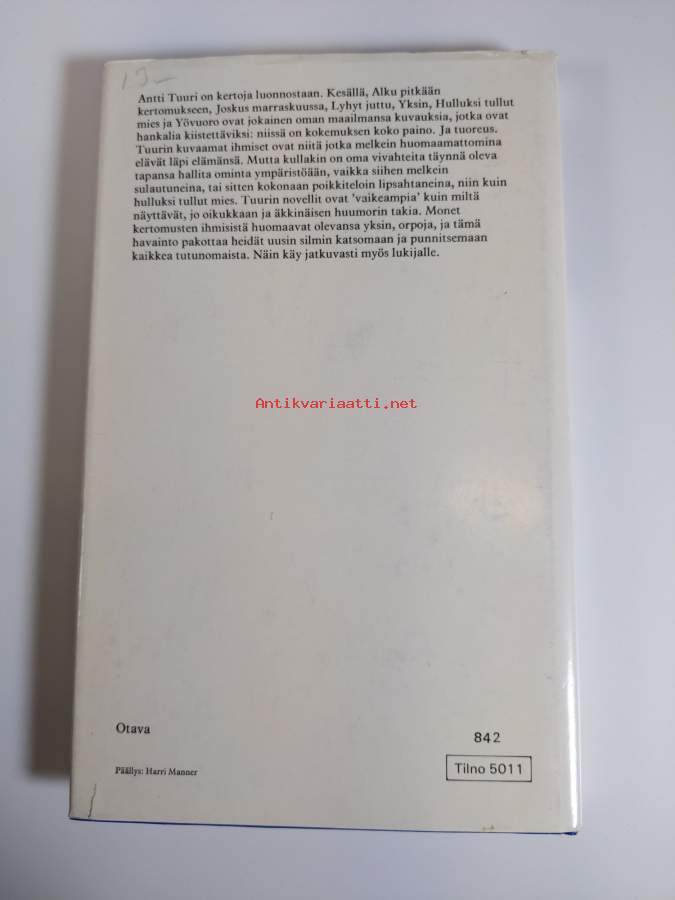 13-
Antti Tuuri on kertoja luonnostaan. Kesällä, Alku pitkään
kertomukseen, Joskus marraskuussa, Lyhyt juttu, Yksin, Hulluksi tullut
mies ja Yövuoro ovat jokainen oman maailmansa kuvauksia, jotka ovat
hankalia kiistettäviksi: niissä on kokemuksen koko paino. Ja tuoreus.
Tuurin kuvaamat ihmiset ovat niitä jotka melkein huomaamattomina
elävät läpi elämänsä. Mutta kullakin on oma vivahteita täynnä oleva
tapansa hallita ominta ympäristöään, vaikka siihen melkein
sulautuneina, tai sitten kokonaan poikkiteloin lipsahtaneina, niin kuin
hulluksi tullut mies. Tuurin novellit ovat 'vaikeampia' kuin miltä
näyttävät, jo oikukkaan ja äkkinäisen huumorin takia. Monet
kertomusten ihmisistä huomaavat olevansa yksin, orpoja, ja tämä
havainto pakottaa heidät uusin silmin katsomaan ja punnitsemaan
kaikkea tutunomaista. Näin käy jatkuvasti myös lukijalle.
Antikvariaatti.net
Otava
842
Päällys: Harri Manner
Tilno 5011